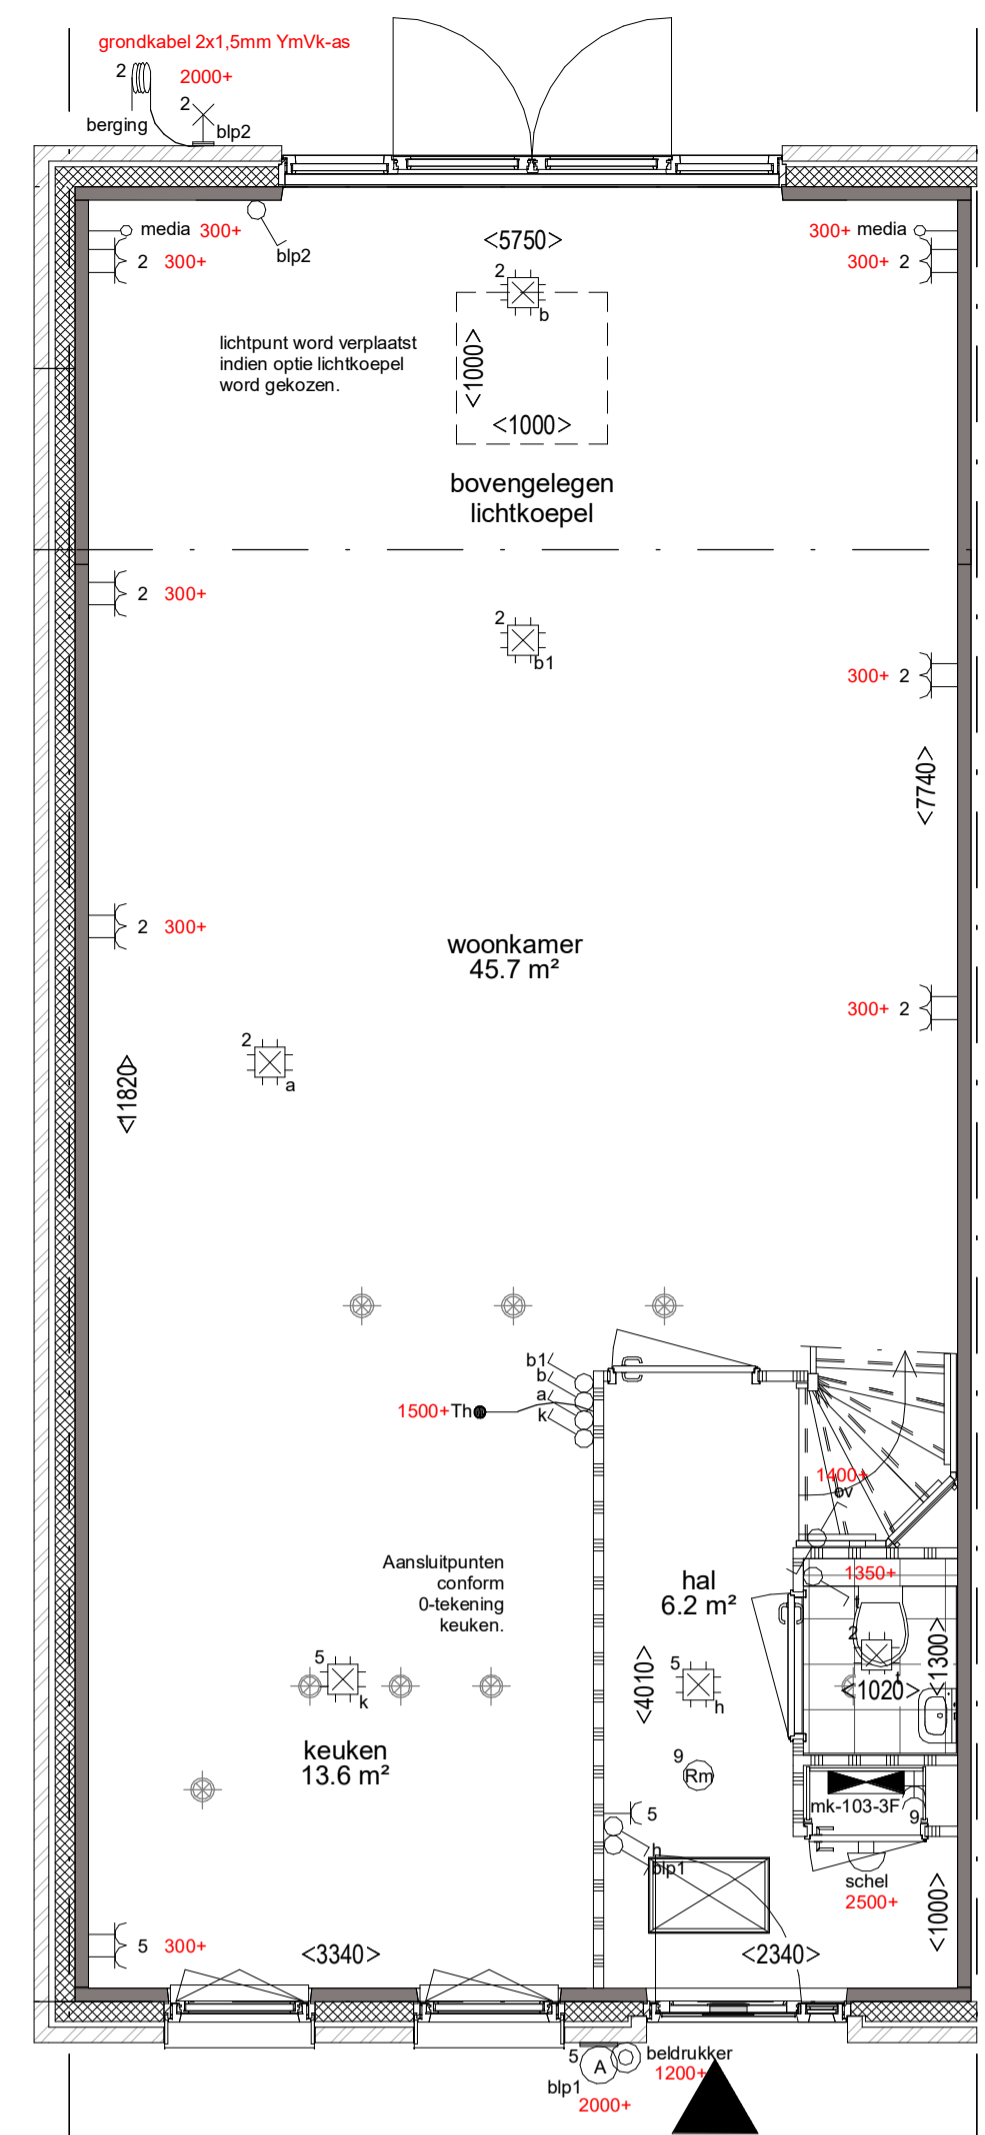 grondkabel 2x1,5mm YmVk-as
2 2000+
2
berging blp2
media 300+
300+ media
2 300+
300+ 2
blp2
<5750>
2
b
lichtpunt word verplaatst
indien optie lichtkoepel
word gekozen.
<1000>
<1000>
bovengelegen
lichtkoepel
2 300+
2
b1
300+ 2
<7740>
2 300+
woonkamer
45.7 m²
300+ 2
2
a
<11820>
b1
b
a
k
1500+ Th
1400+
ov
Aansluitpunten
conform
0-tekening
keuken.
hal
6.2 m²
1350+
t
2
t
<1300>
<1020>
5
k
<4010>
5
h
keuken
13.6 m²
9
Rm
mk-103-3F
9
5
h
blp1
schel
2500+
<1000>
5 300+
<3340>
<2340>
5
A
blp1
2000+
beldrukker
1200+